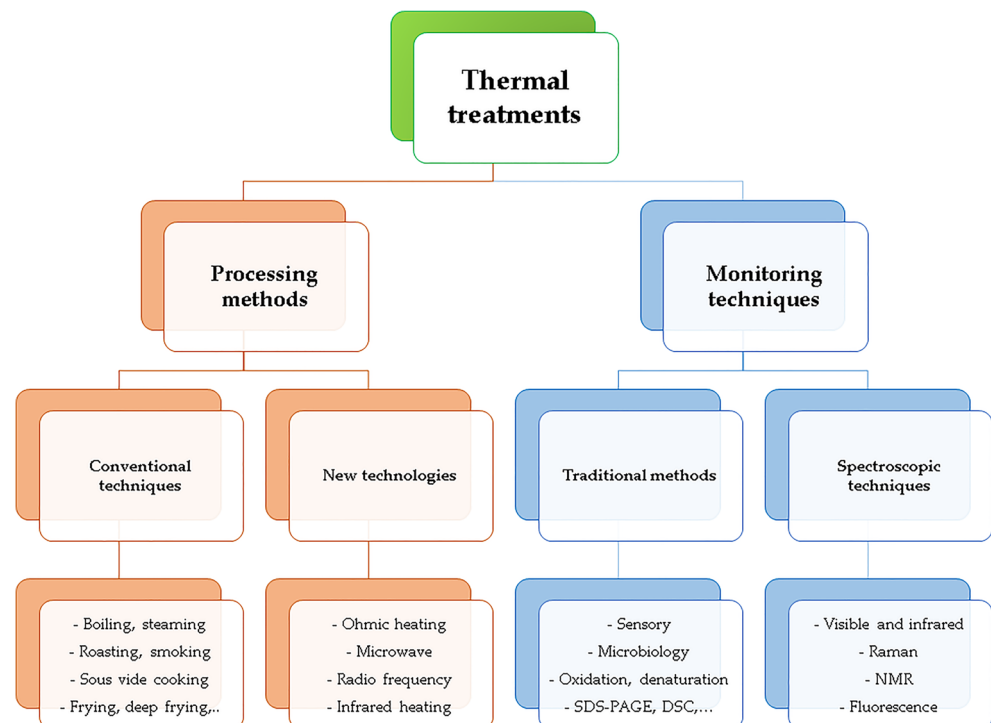 Thermal
treatments
Processing
methods
Monitoring
techniques
Conventional
techniques
New technologies
Traditional methods
Spectroscopic
techniques
- Boiling, steaming
- Roasting, smoking
- Sous vide cooking
- Frying, deep frying,..
- Ohmic heating
- Microwave
- Radio frequency
- Infrared heating
- Sensory
- Microbiology
- Oxidation, denaturation
- SDS-PAGE, DSC,...
- Visible and infrared
- Raman
- NMR
- Fluorescence